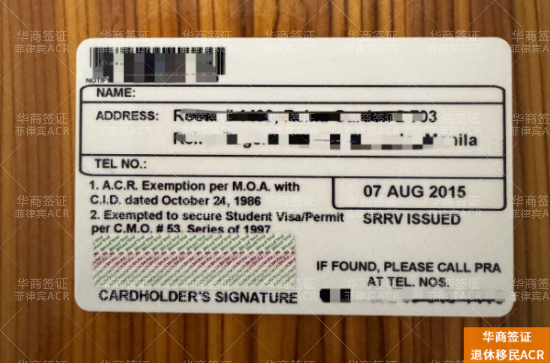 NAME:
ADDRESS:
TEL NO.:
1. A.C.R. Exemption per M.O.A. with
C.I.D. dated October 24, 1986
2. Exempted to secure Student Visa/Permit
per C.M.O. # 53. Series of 1997
07 AUG 2015
SRRV ISSUED
CARDHOLDER'S SIGNATURE
IF FOUND, PLEASE CALL PRA
AT TEL. NOS.
华商签证
菲律宾ACR
华商签证
退休移民ACR